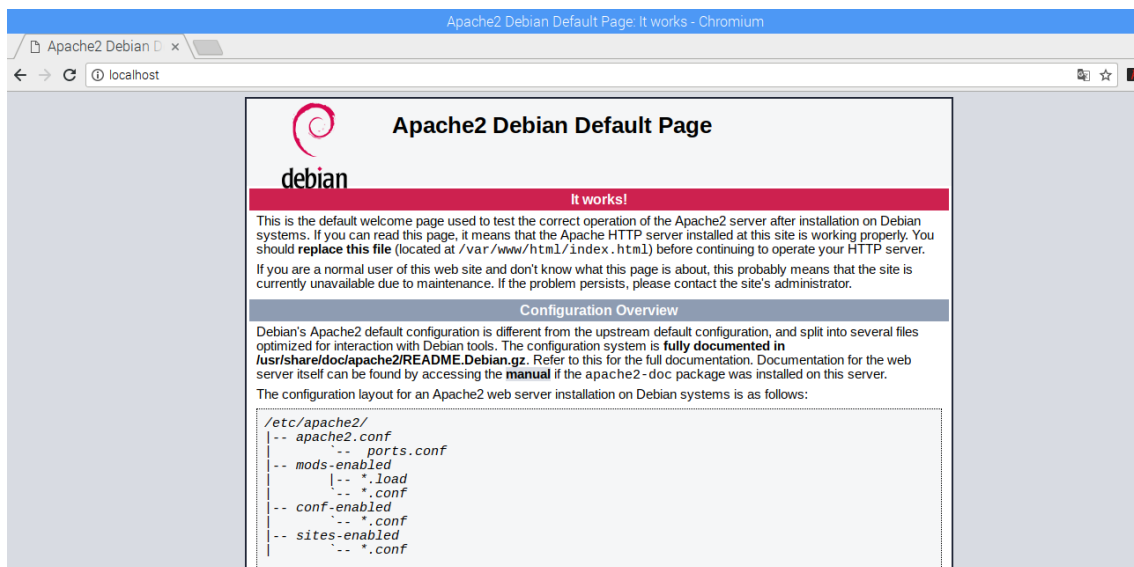 Apache2 Debian Default Page: It works - Chromium
Apache2 Debian D
localhost
Apache2 Debian Default Page
debian
It works!
This is the default welcome page used to test the correct operation of the Apache2 server after installation on Debian
systems. If you can read this page, it means that the Apache HTTP server installed at this site is working properly. You
should replace this file (located at /var/www/html/index.html) before continuing to operate your HTTP server.
If you are a normal user of this web site and don't know what this page is about, this probably means that the site is
currently unavailable due to maintenance. If the problem persists, please contact the site's administrator.
Configuration Overview
Debian's Apache2 default configuration is different from the upstream default configuration, and split into several files
optimized for interaction with Debian tools. The configuration system is fully documented in
/usr/share/doc/apache2/README.Debian.gz. Refer to this for the full documentation. Documentation for the web
server itself can be found by accessing the manual if the apache2-doc package was installed on this server.
The configuration layout for an Apache2 web server installation on Debian systems is as follows:
/etc/apache2/
|-- apache2.conf
|       `--  ports.conf
|-- mods-enabled
|       |-- *.load
|       `-- *.conf
|-- conf-enabled
|       `-- *.conf
|-- sites-enabled
|       `-- *.conf